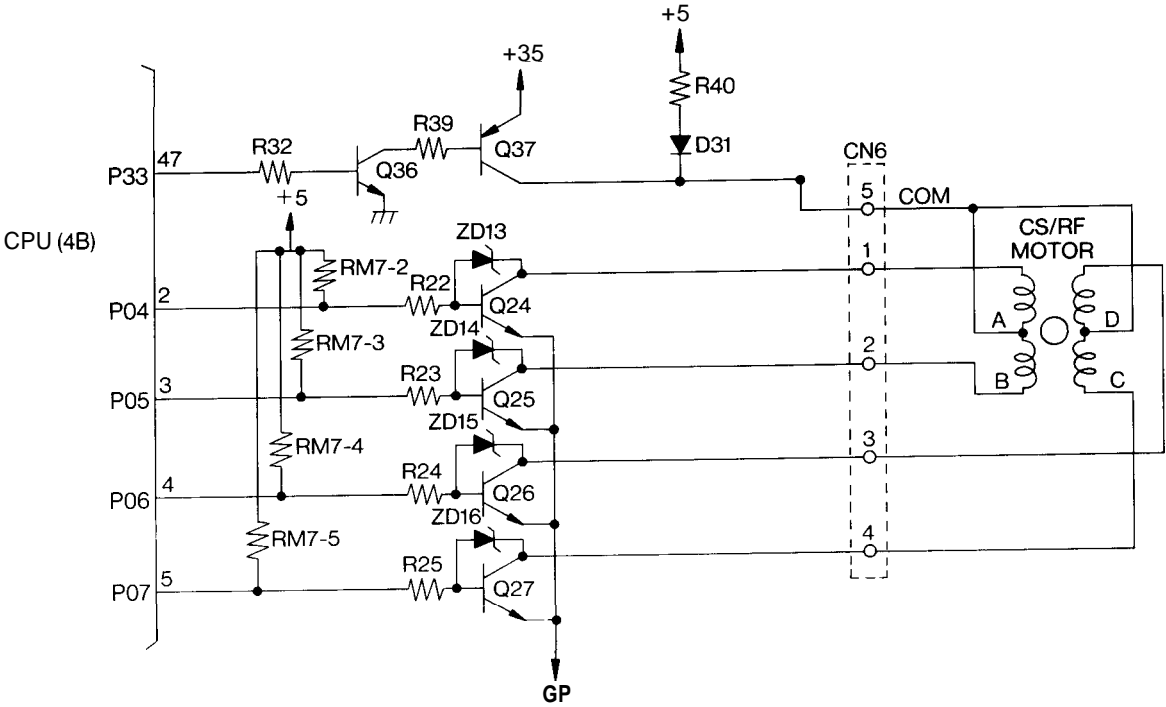 +5
+35
R40
R39
D31
R32
Q36
Q37
CN6
P33 47
5 COM
+5
CPU (4B)
ZD13
1
CS/RF
MOTOR
RM7-2
R22
Q24
P04 2
ZD14
A
D
RM7-3
2
R23
Q25
B
C
P05 3
ZD15
RM7-4
3
R24
Q26
P06 4
ZD16
RM7-5
4
R25
Q27
P07 5
GP